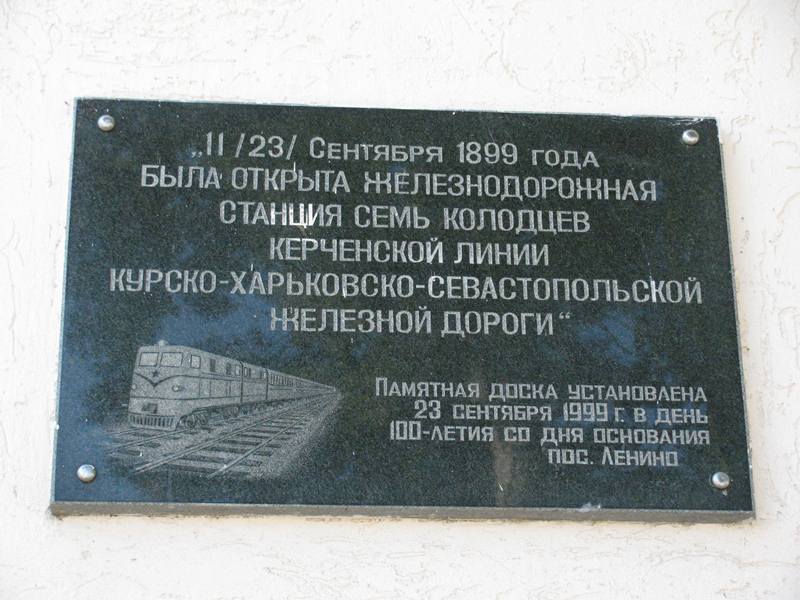 „11/23/ Сентября 1899 года
была открыта железнодорожная
станция Семь Колодцев
Керченской линии
Курско-Харьковско-Севастопольской
железной дороги“
Памятная доска установлена
23 сентября 1999 г. в день
100-летия со дня основания
пос. Ленино